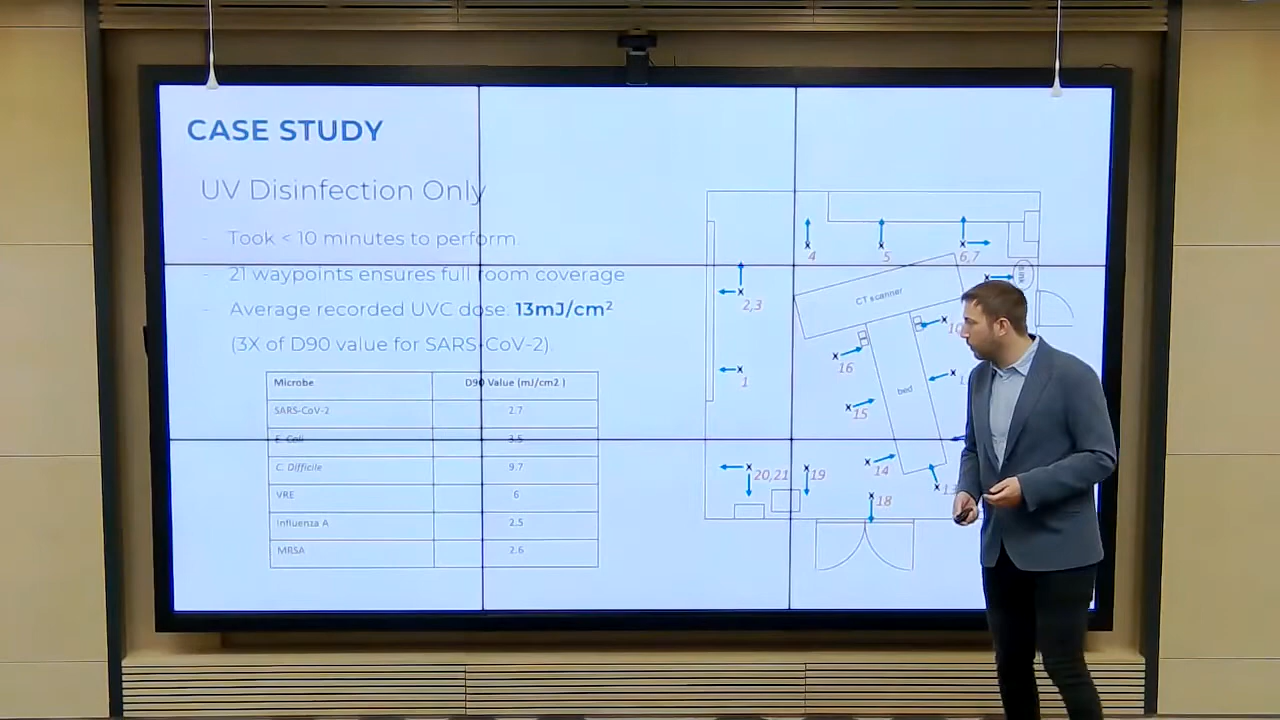 CASE STUDY
UV Disinfection Only
- Took < 10 minutes to perform.
- 21 waypoints ensures full room coverage
- Average recorded UVC dose. 13mJ/cm²
(3X of D90 value for SARS-CoV-2).
Microbe D90 Value (mJ/cm2 )
SARS-CoV-2 2.7
E. Coli 3.5
C. Difficile 9.7
VRE 6
Influenza A 2.5
MRSA 2.6
4
5
6,7
2,3
CT scanner
16
1
bed
15
14
20,21
19
18